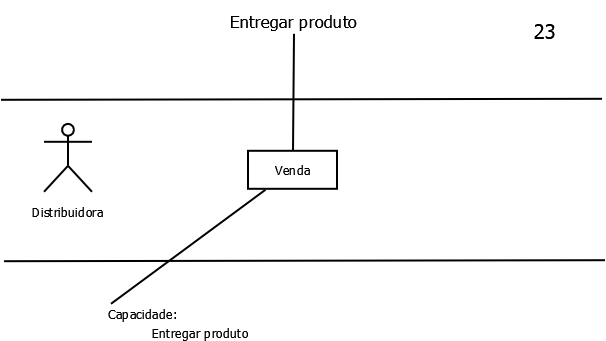 Entregar produto
23
Venda
Distribuidora
Capacidade:
Entregar produto